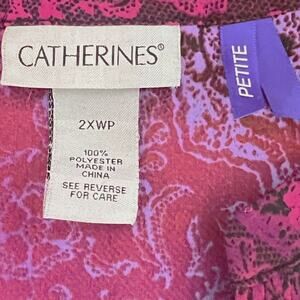 CATHERINES®
PETITE
2XWP
100%
POLYESTER
MADE IN
CHINA
SEE REVERSE
FOR CARE